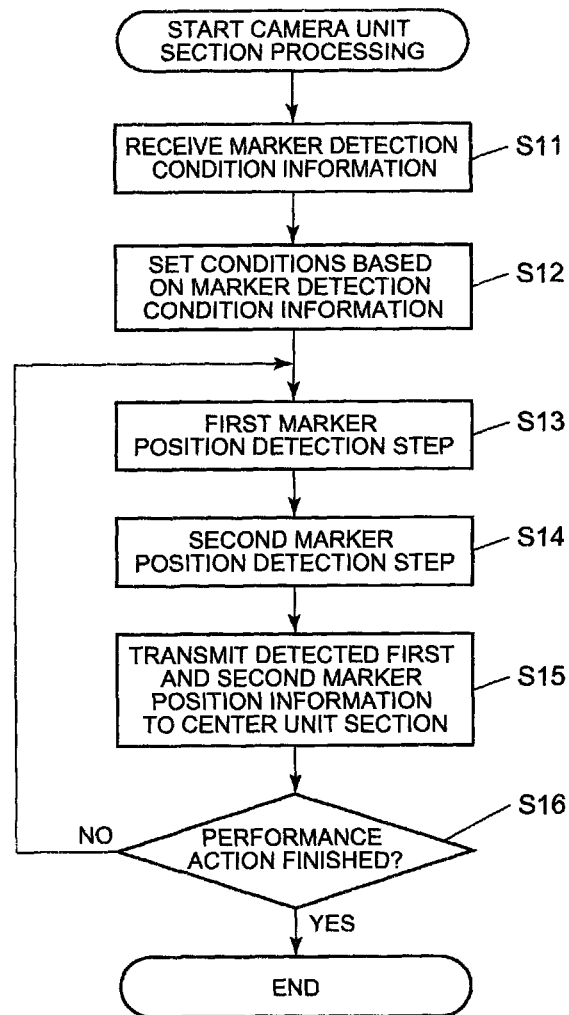 START CAMERA UNIT
SECTION PROCESSING
RECEIVE MARKER DETECTION
CONDITION INFORMATION
S11
SET CONDITIONS BASED
ON MARKER DETECTION
CONDITION INFORMATION
S12
FIRST MARKER
POSITION DETECTION STEP
S13
SECOND MARKER
POSITION DETECTION STEP
S14
TRANSMIT DETECTED FIRST
AND SECOND MARKER
POSITION INFORMATION
TO CENTER UNIT SECTION
S15
PERFORMANCE
ACTION FINISHED?
S16
NO
YES
END